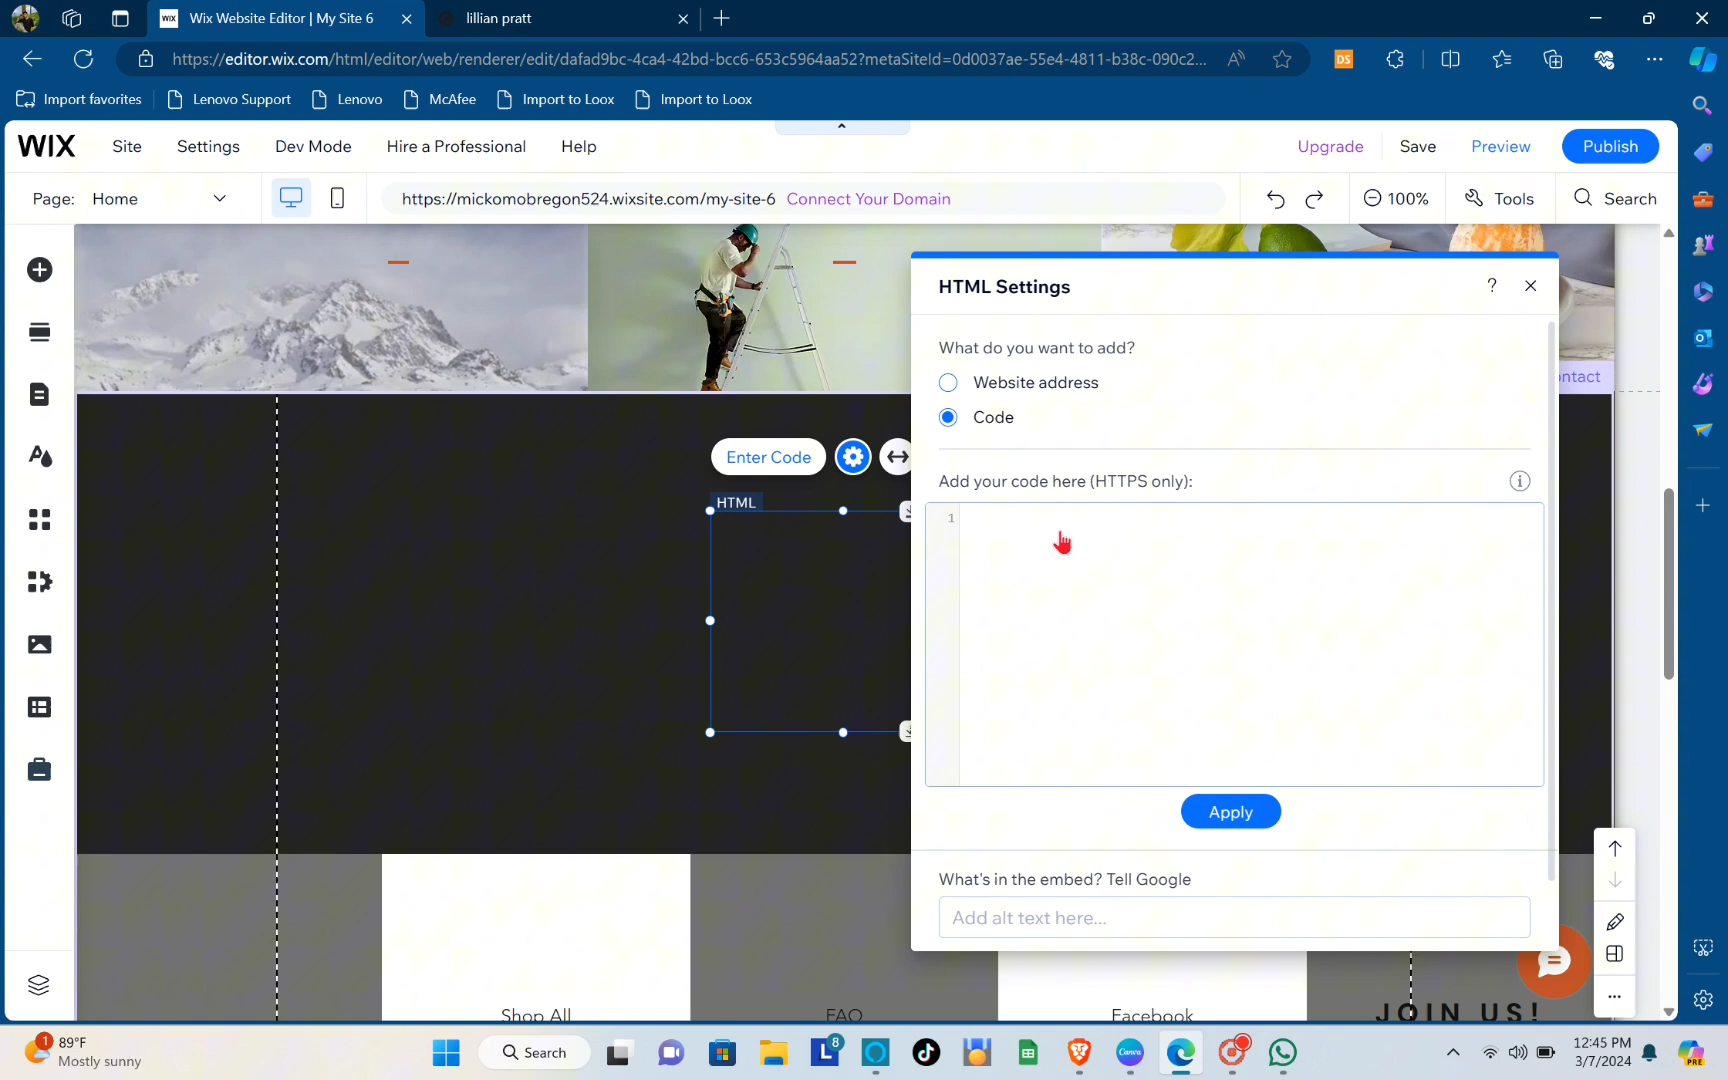 Wix Website Editor | My Site 6
lillian pratt
https://editor.wix.com/html/editor/web/renderer/edit/dafad9bc-4ca4-42bd-bcc6-653c5964aa52?metaSiteId=0d0037ae-55e4-4811-b38c-090c2...
DS
Import favorites
Lenovo Support
Lenovo
McAfee
Import to Loox
Import to Loox
WIX
Site
Settings
Dev Mode
Hire a Professional
Help
Upgrade
Save
Preview
Publish
Page: Home
https://mickomobregon524.wixsite.com/my-site-6 Connect Your Domain
100%
Tools
Search
HTML Settings
?
What do you want to add?
Website address
ntact
Code
Enter Code
Add your code here (HTTPS only):
HTML
1
Apply
What's in the embed? Tell Google
Add alt text here...
Shop All
FAQ
Facebook
JOIN US!
1
89°F
Mostly sunny
Search
L
8
Canva
12:45 PM
3/7/2024
PRE